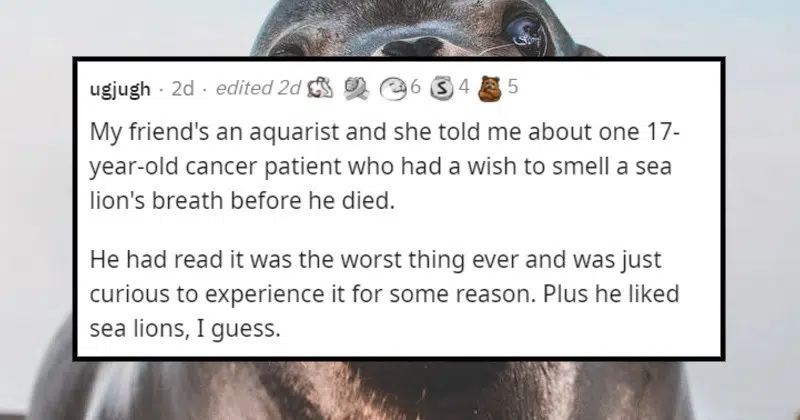 ugjugh · 2d · edited 2d 6 S 4 5
My friend's an aquarist and she told me about one 17-
year-old cancer patient who had a wish to smell a sea
lion's breath before he died.
He had read it was the worst thing ever and was just
curious to experience it for some reason. Plus he liked
sea lions, I guess.